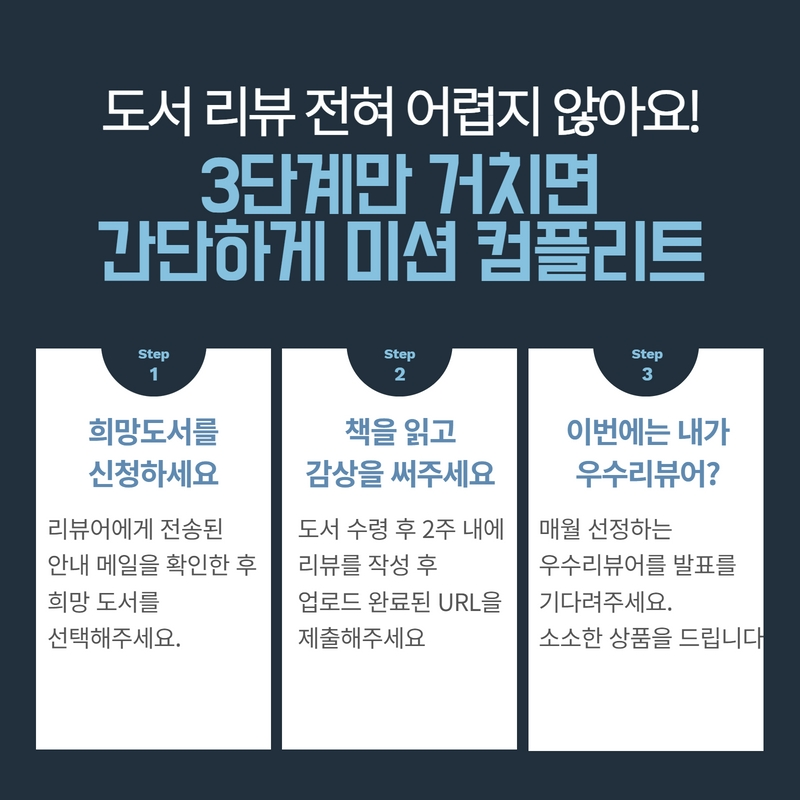 도서 리뷰 전혀 어렵지 않아요!
3단계만 거치면
간단하게 미션 컴플리트
Step
1
희망도서를
신청하세요
리뷰어에게 전송된
안내 메일을 확인한 후
희망 도서를
선택해주세요.
Step
2
책을 읽고
감상을 써주세요
도서 수령 후 2주 내에
리뷰를 작성 후
업로드 완료된 URL을
제출해주세요
Step
3
이번에는 내가
우수리뷰어?
매월 선정하는
우수리뷰어를 발표를
기다려주세요.
소소한 상품을 드립니다